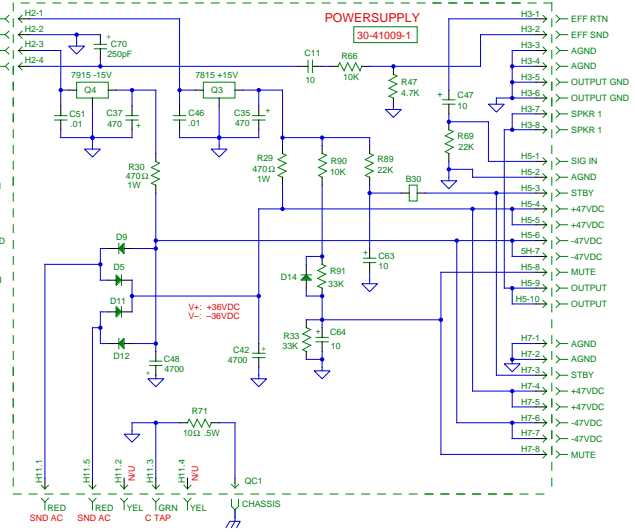 POWERSUPPLY
30-41009-1
H2-1
H2-2
H2-3
H2-4
C70
250pF
7915 -15V
Q4
7815 +15V
Q3
C51
.01
C37
470
C46
.01
C35
470
C11
10
R66
10K
R47
4.7K
C47
10
R69
22K
R30
470Ω
1W
R29
470Ω
1W
R90
10K
R89
22K
B30
D9
D5
D11
D12
V+: +36VDC
V–: –36VDC
D14
R91
33K
C63
10
R33
33K
C64
10
C48
4700
C42
4700
R71
10Ω .5W
H3-1 EFF RTN
H3-2 EFF SND
H3-3 AGND
H3-4 AGND
H3-5 OUTPUT GND
H3-6 OUTPUT GND
H3-7 SPKR 1
H3-8 SPKR 1
H5-1 SIG IN
H5-2 AGND
H5-3 STBY
H5-4 +47VDC
H5-5 +47VDC
H5-6 -47VDC
5H-7 -47VDC
H5-8 MUTE
H5-9 OUTPUT
H5-10 OUTPUT
H7-1 AGND
H7-2 AGND
H7-3 STBY
H7-4 +47VDC
H7-5 +47VDC
H7-6 -47VDC
H7-7 -47VDC
H7-8 MUTE
H11.1
H11.5
H11.2
N/U
H11.3
H11.4
N/U
QC1
RED
SND AC
RED
SND AC
YEL
GRN
C TAP
YEL
CHASSIS